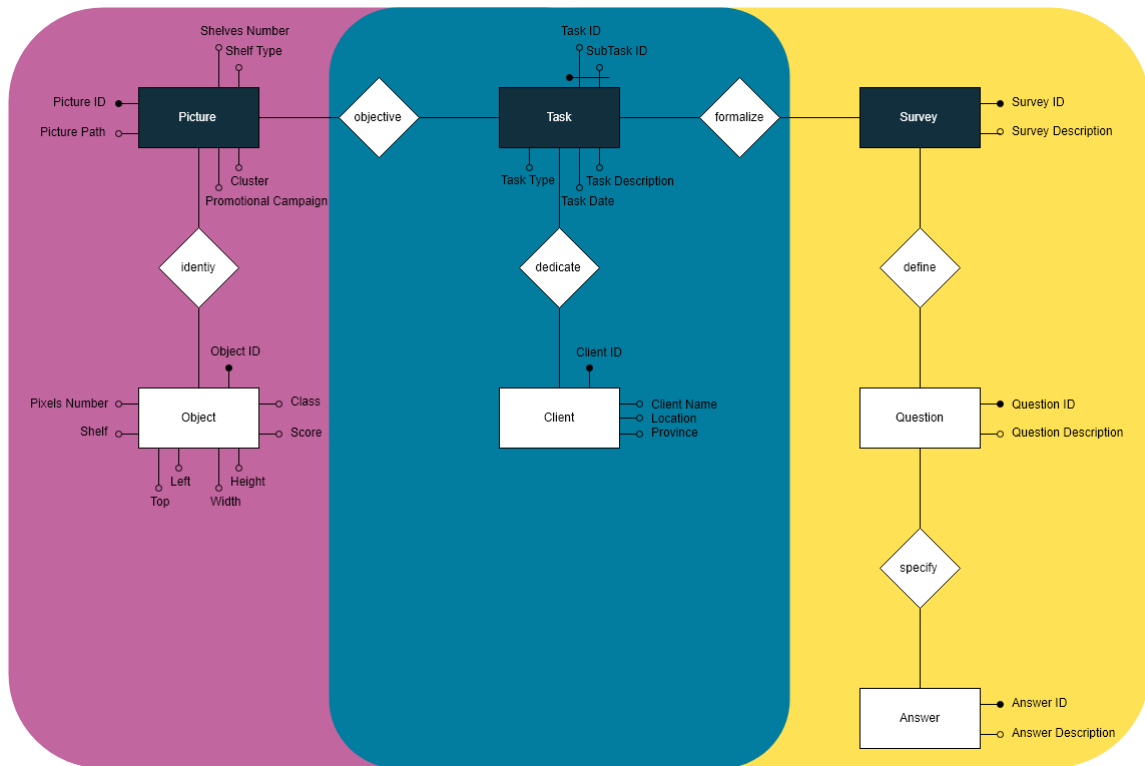 Shelves Number
Shelf Type
Picture ID
Picture Path
Picture
Cluster
Promotional Campaign
identiy
Object ID
Pixels Number
Shelf
Object
Class
Score
Left
Height
Top
Width
objective
Task ID
SubTask ID
Task
Task Type
Task Description
Task Date
dedicate
Client ID
Client
Client Name
Location
Province
formalize
Survey
Survey ID
Survey Description
define
Question
Question ID
Question Description
specify
Answer
Answer ID
Answer Description